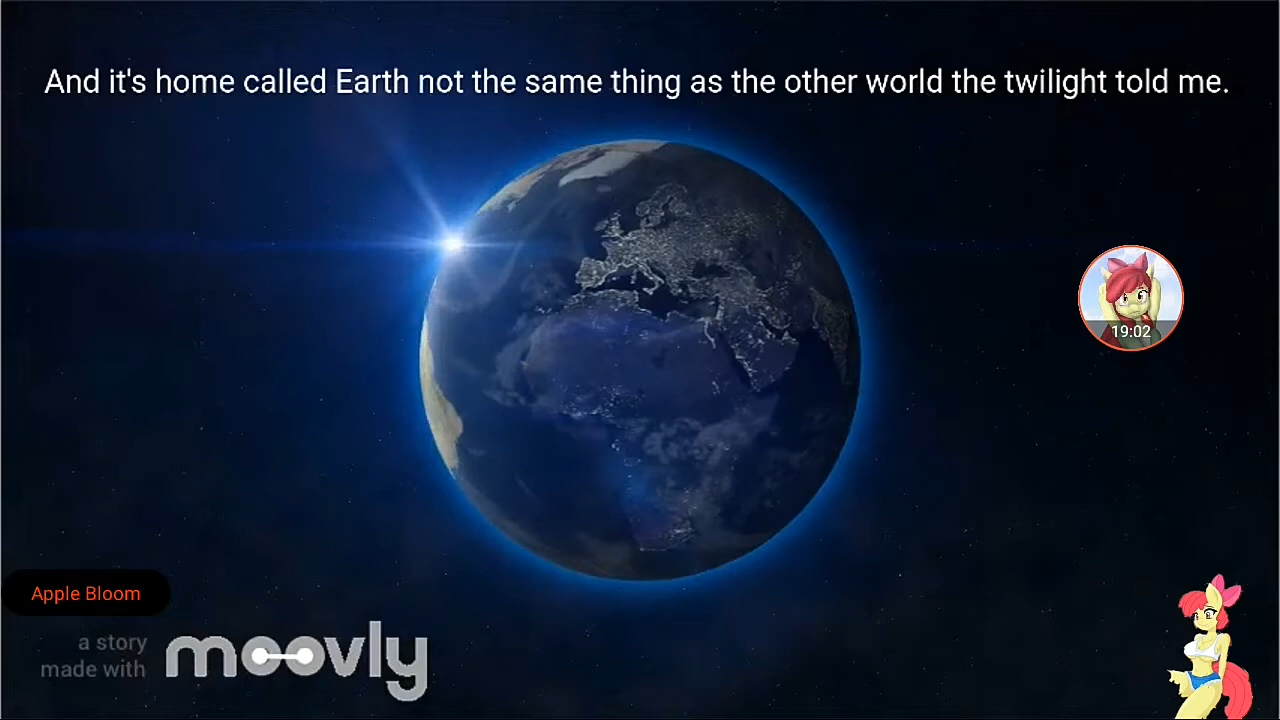 And it's home called Earth not the same thing as the other world the twilight told me.
19:02
Apple Bloom
a story
made with
moovly